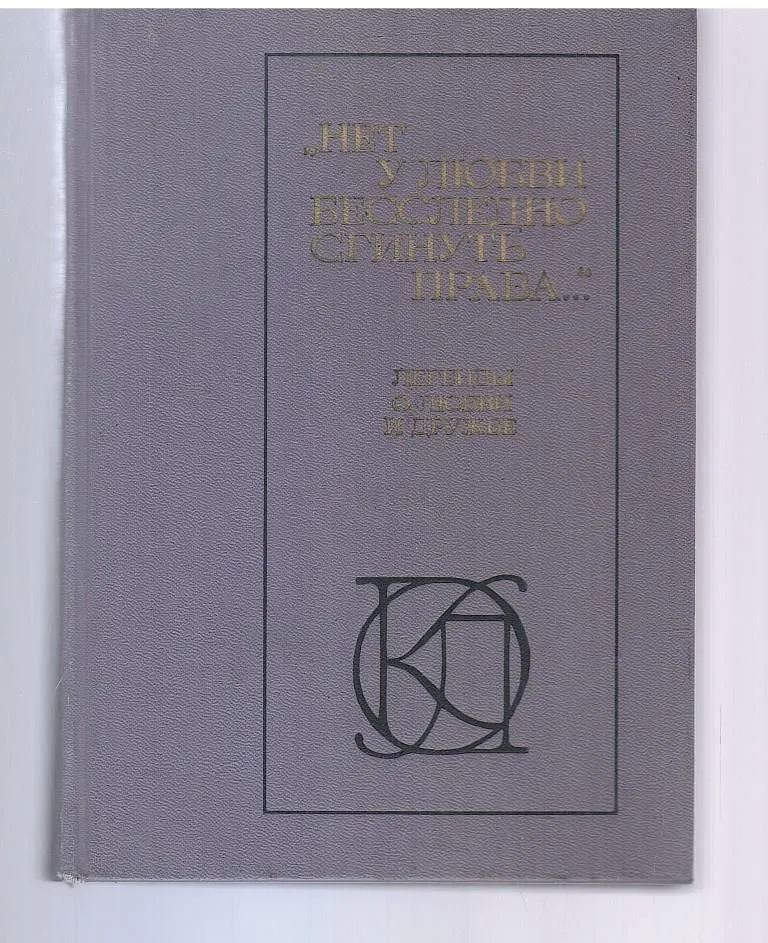 „НЕТ
У ЛЮБВИ
БЕССЛЕДНО
СГИНУТЬ
ПРАВА..."
ЛЕГЕНДЫ
О ЛЮБВИ
И ДРУЖБЕ